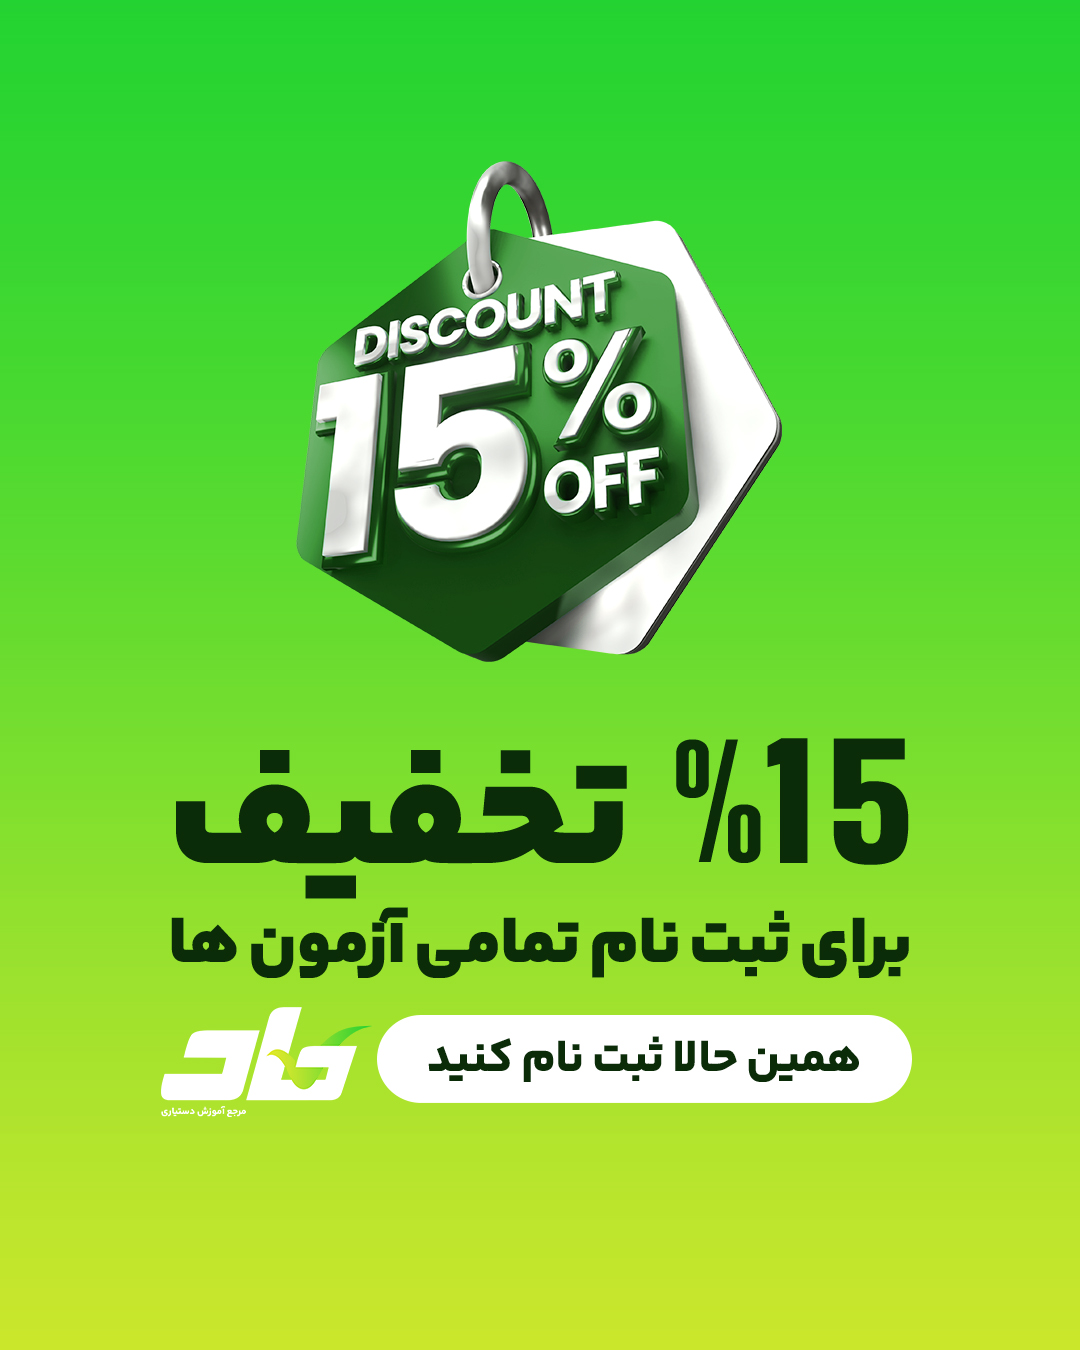 DISCOUNT
15%
OFF
%15 تخفیف
برای ثبت نام تمامی آزمون ها
همین حالا ثبت نام کنید
ماد
مرجع آموزش دستیاری